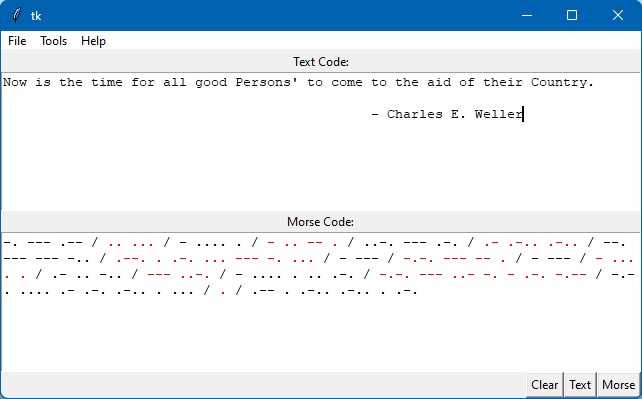 tk
File Tools Help
Text Code:
Now is the time for all good Persons' to come to the aid of their Country.
- Charles E. Weller
Morse Code:
-. --- .-- / .. ... / - .... . / - .. -- . / ..-. --- .-. / .- .-.. .-.. / --.
--- --- -.. / .--. . .-. ... --- -. ... / - --- / -.-. --- -- . / - --- / - ...
. . / .- .. -.. / --- ..-. / - .... . .. .-. / -.-. --- ..- -. - .-. -.-- / -.-
. .... .- .-. .-.. . ... / . / .-- . .-.. .-.. . .-.
Clear Text Morse